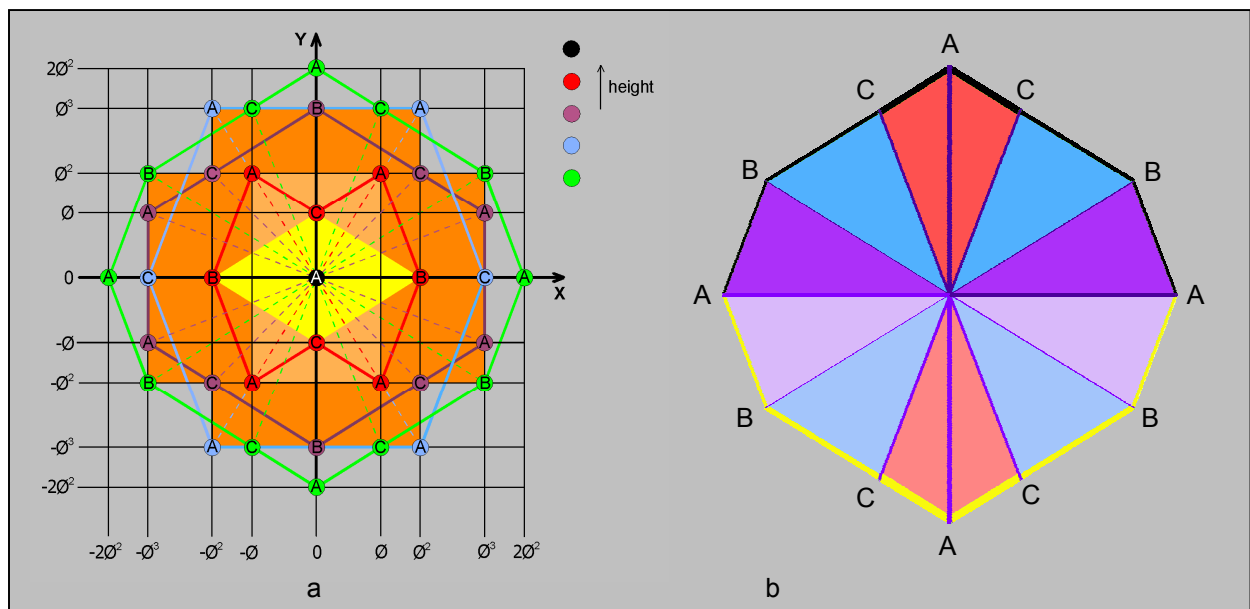 Y
2Ø² A
Ø³ A C B C A
height
Ø² B C A A C B
Ø A C A
0 A C B A B C A
X
-Ø A C A
-Ø² B C A A C B
-Ø³ A C B C A
-2Ø² A
-2Ø² -Ø³ -Ø² -Ø 0 Ø Ø² Ø³ 2Ø²
a
A
C C
B B
A A
B B
C C
A
b